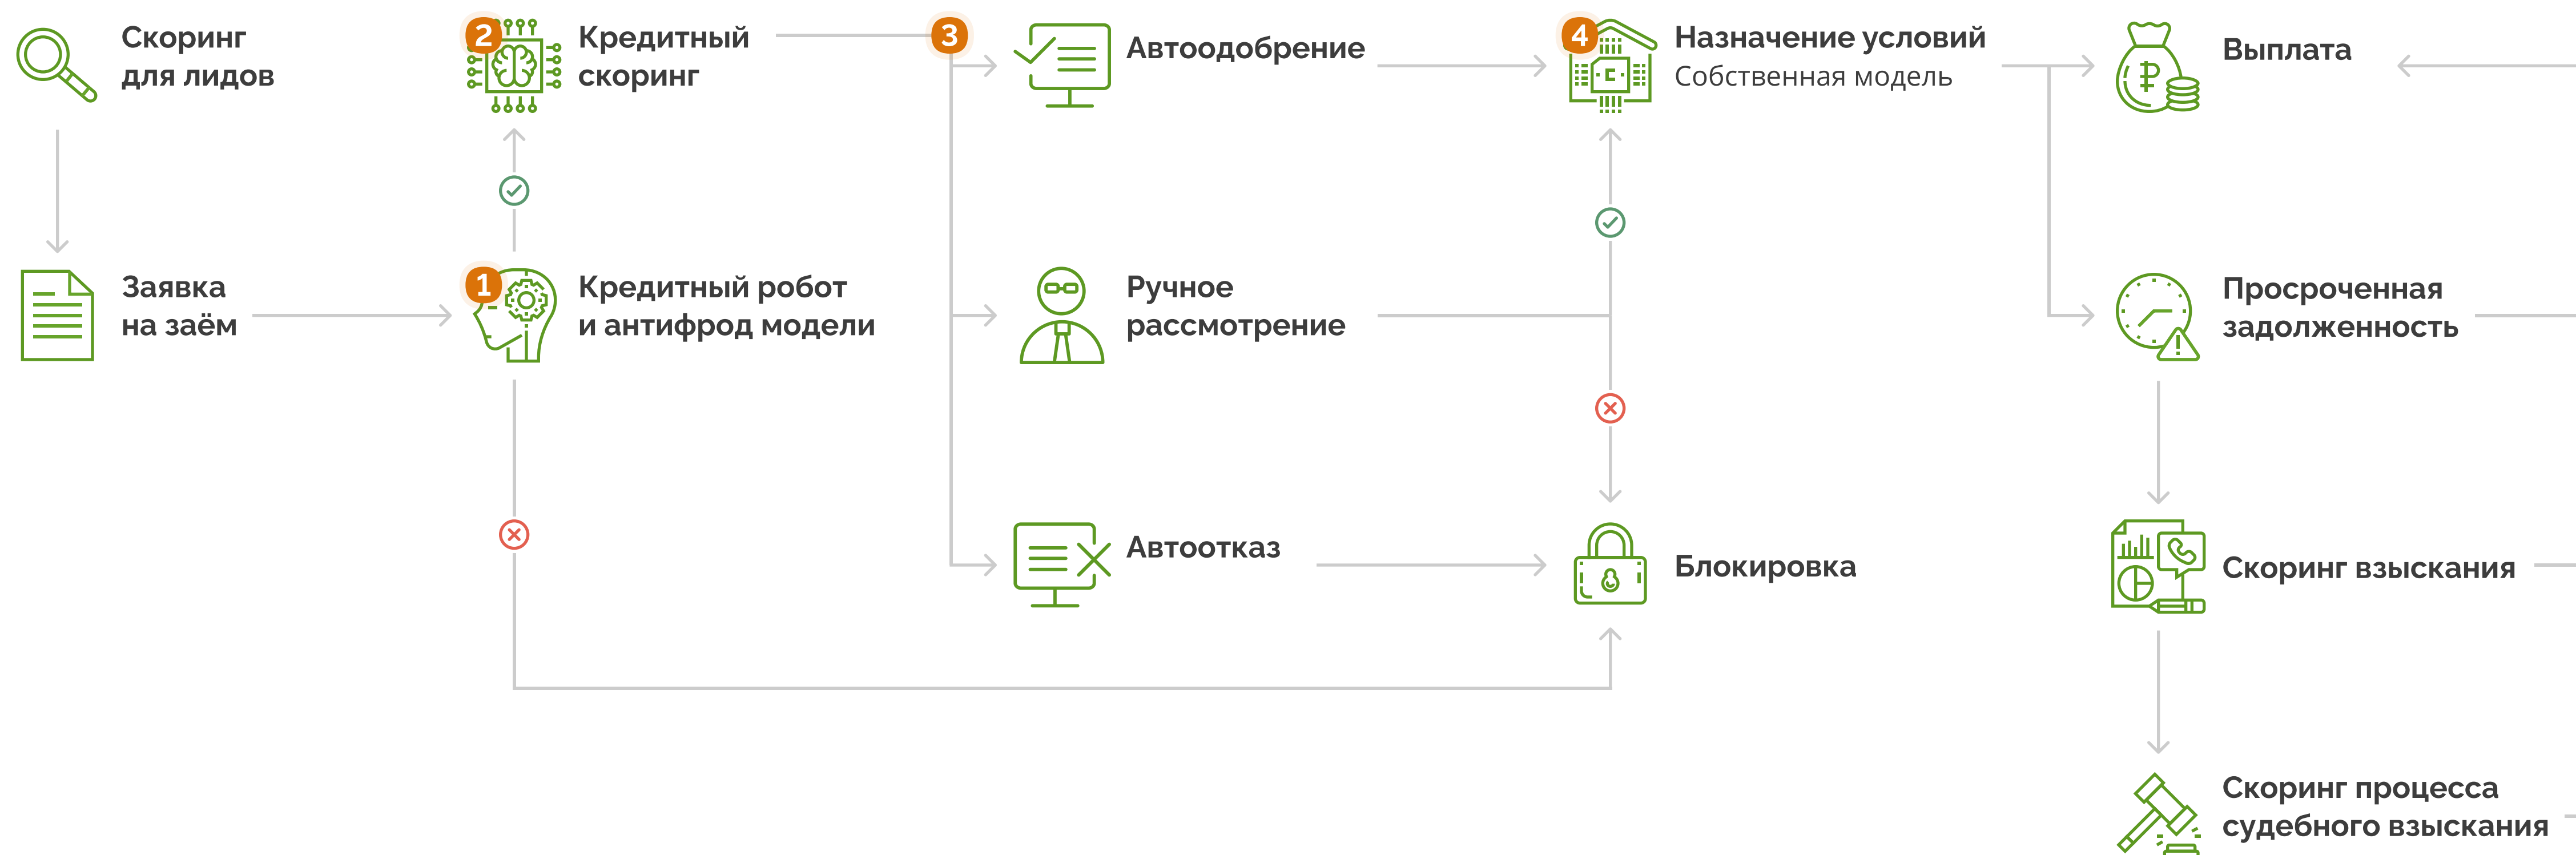 Скоринг
для лидов
2
Кредитный
скоринг
3
Автоодобрение
4
Назначение условий
Собственная модель
Выплата
Заявка
на заём
1
Кредитный робот
и антифрод модели
Ручное
рассмотрение
Просроченная
задолженность
Автоотказ
Блокировка
Скоринг взыскания
Скоринг процесса
судебного взыскания